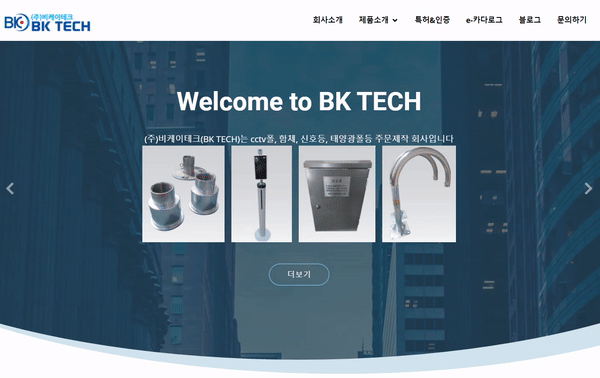 (주)비케이테크
BK BK TECH
회사소개 제품소개 특허&인증 e-카다로그 블로그 문의하기
Welcome to BK TECH
(주)비케이테크(BK TECH)는 cctv폴, 함체, 신호등, 태양광폴등 주문제작 회사입니다
더보기